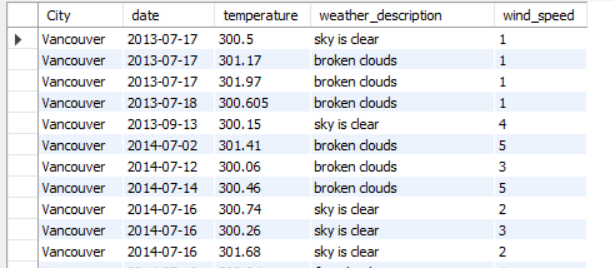 City date temperature weather_description wind_speed
Vancouver 2013-07-17 300.5 sky is clear 1
Vancouver 2013-07-17 301.17 broken clouds 1
Vancouver 2013-07-17 301.97 broken clouds 1
Vancouver 2013-07-18 300.605 broken clouds 1
Vancouver 2013-09-13 300.15 sky is clear 4
Vancouver 2014-07-02 301.41 broken clouds 5
Vancouver 2014-07-12 300.06 broken clouds 3
Vancouver 2014-07-14 300.46 broken clouds 5
Vancouver 2014-07-16 300.74 sky is clear 2
Vancouver 2014-07-16 300.26 sky is clear 3
Vancouver 2014-07-16 301.68 sky is clear 2